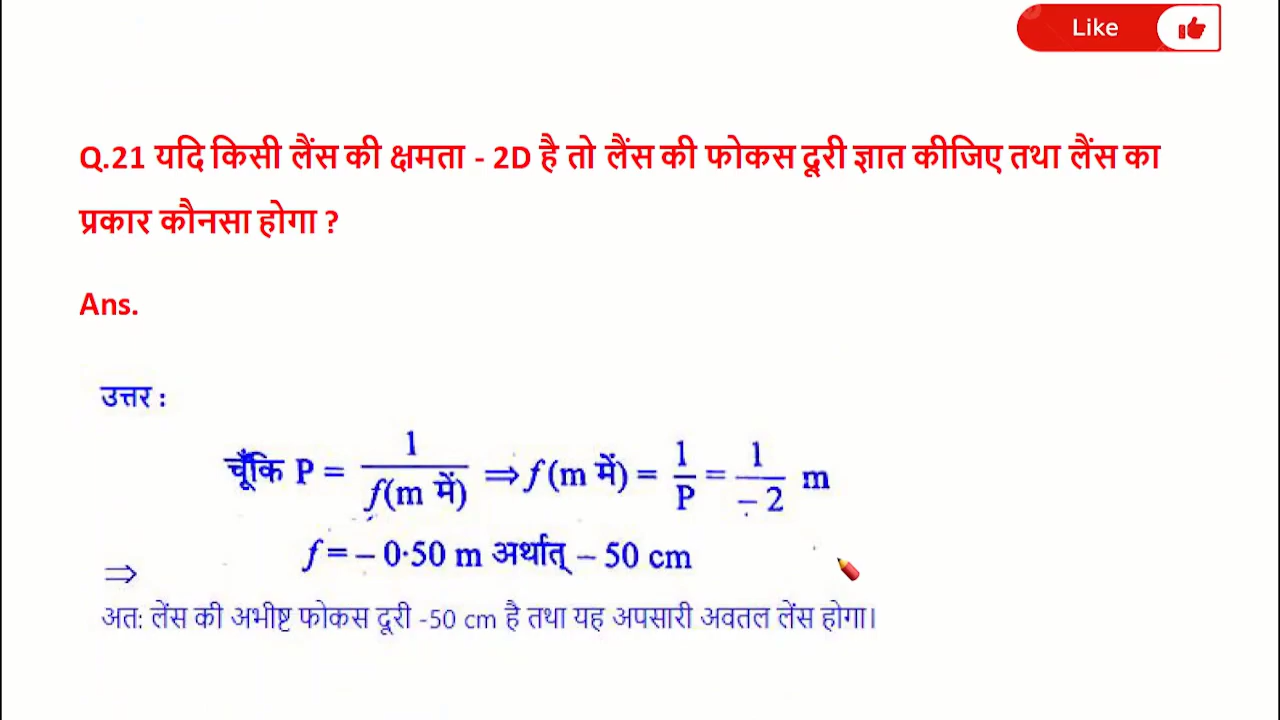 Like
Q.21 यदि किसी लैंस की क्षमता - 2D है तो लैंस की फोकस दूरी ज्ञात कीजिए तथा लैंस का
प्रकार कौनसा होगा ?
Ans.
उत्तर :
चूँकि P = 1/f(m में) ⇒ f(m में) = 1/P = 1/-2 m
⇒ f = – 0·50 m अर्थात् – 50 cm
अत: लेंस की अभीष्ट फोकस दूरी -50 cm है तथा यह अपसारी अवतल लेंस होगा।